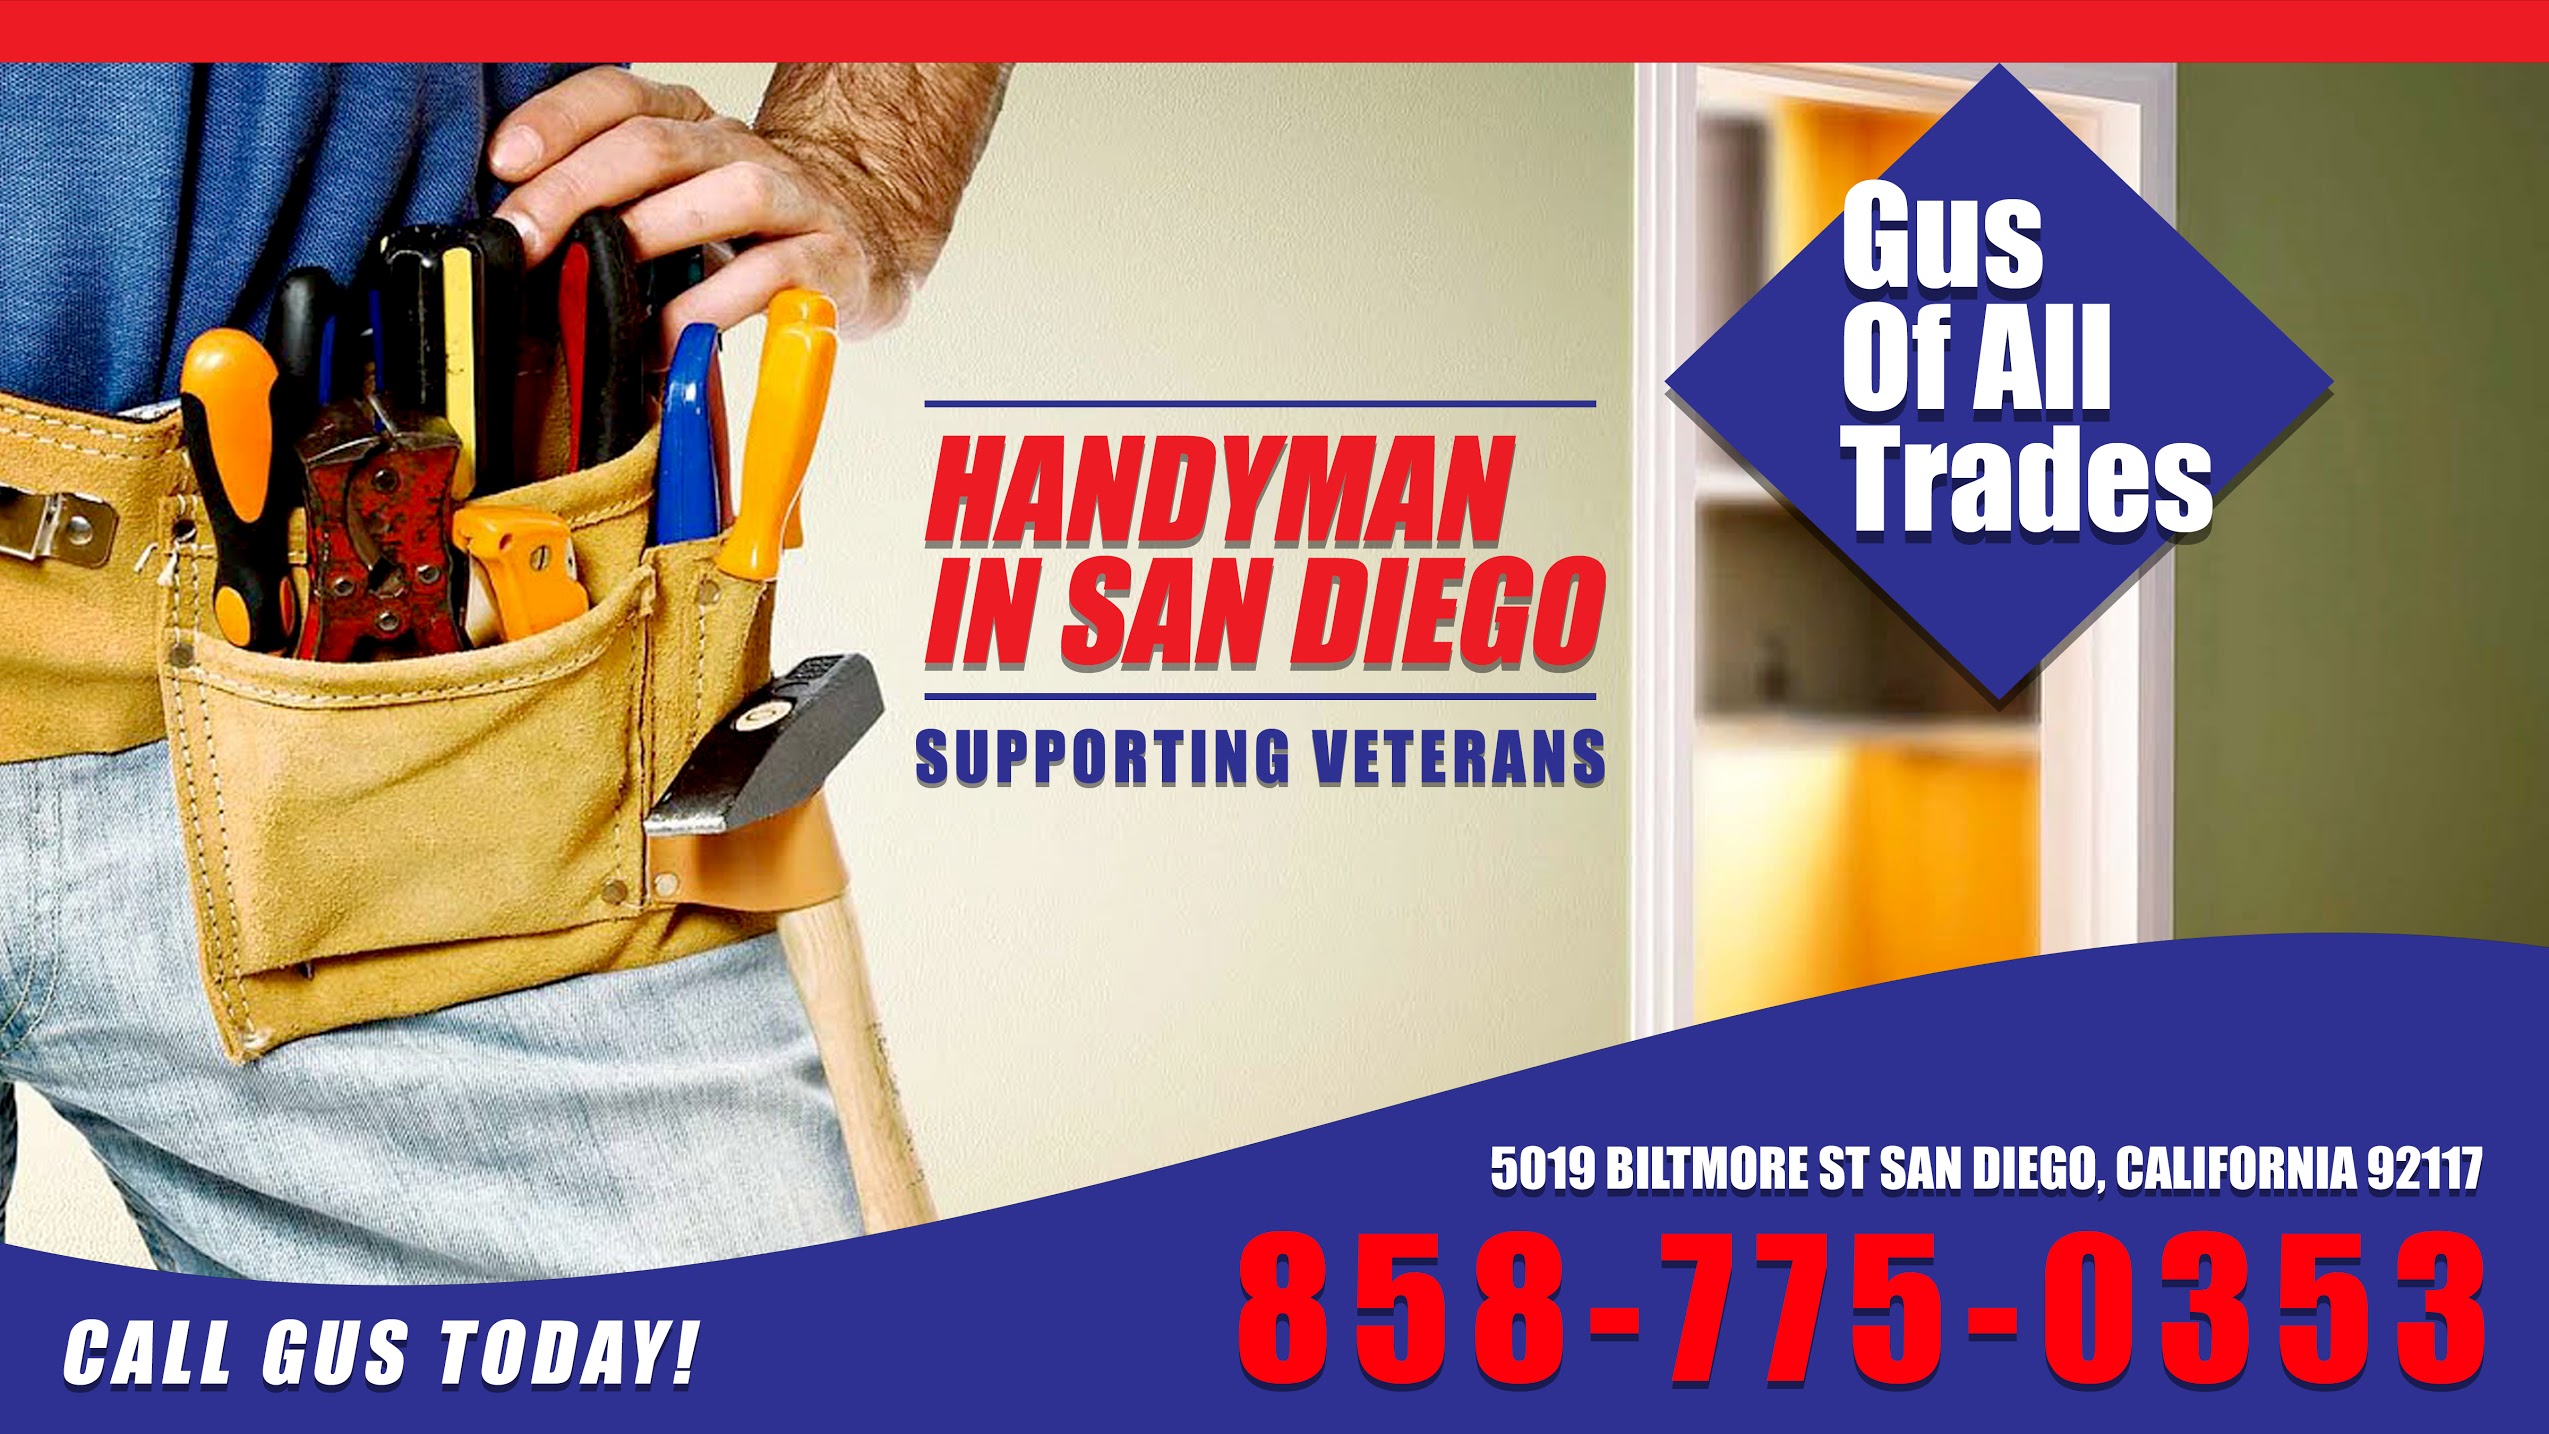 Gus
Of All
Trades
HANDYMAN
IN SAN DIEGO
SUPPORTING VETERANS
5019 BILTMORE ST SAN DIEGO, CALIFORNIA 92117
858-775-0353
CALL GUS TODAY!